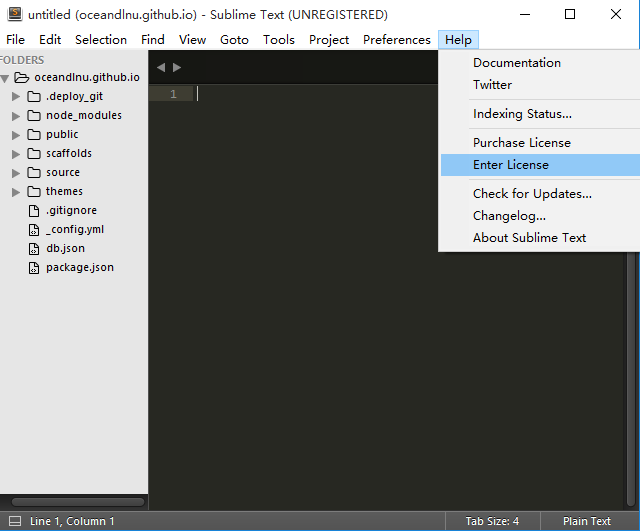 untitled (oceandlnu.github.io) - Sublime Text (UNREGISTERED)
File Edit Selection Find View Goto Tools Project Preferences Help
FOLDERS
oceandlnu.github.io
.deploy_git
node_modules
public
scaffolds
source
themes
.gitignore
_config.yml
db.json
package.json
1
Documentation
Twitter
Indexing Status...
Purchase License
Enter License
Check for Updates...
Changelog...
About Sublime Text
Line 1, Column 1 Tab Size: 4 Plain Text